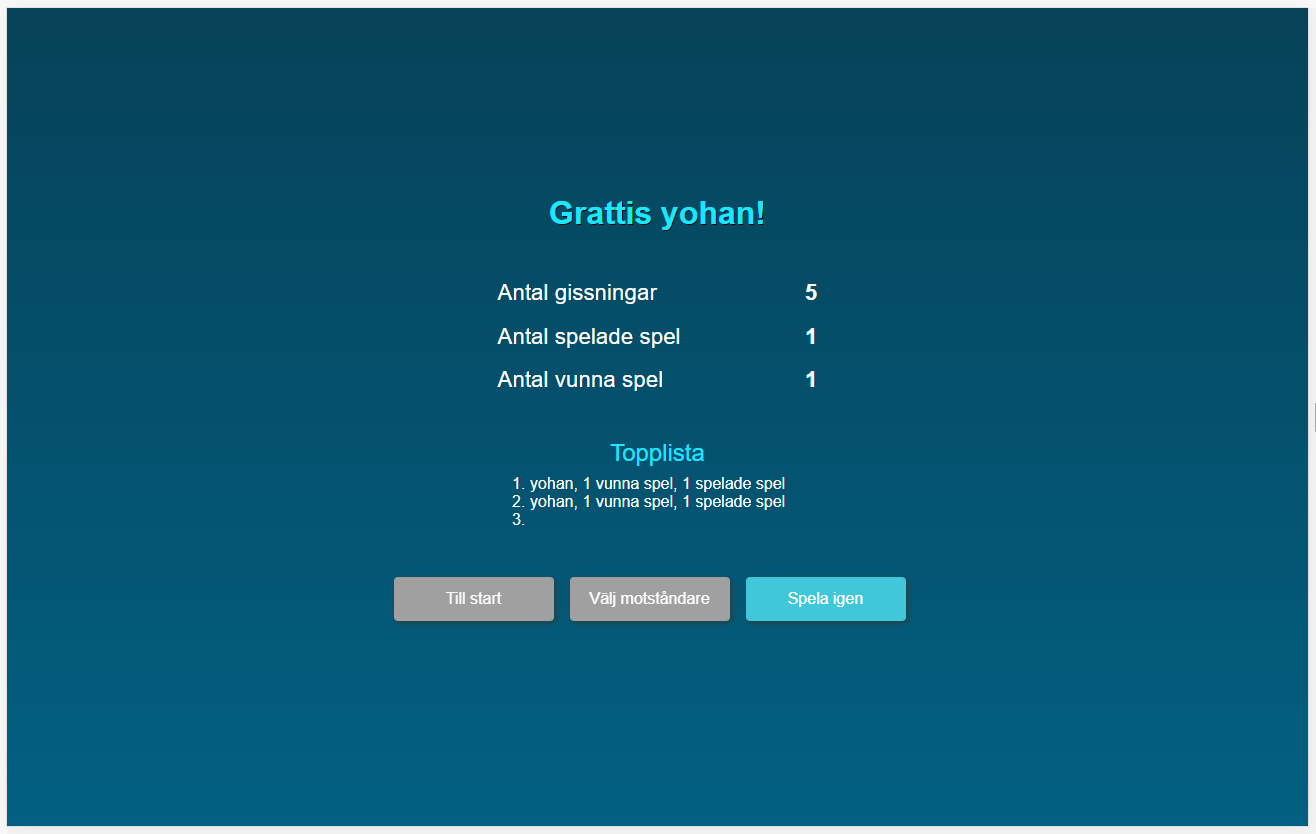 Grattis yohan!
Antal gissningar 5
Antal spelade spel 1
Antal vunna spel 1
Topplista
1. yohan, 1 vunna spel, 1 spelade spel
2. yohan, 1 vunna spel, 1 spelade spel
3.
Till start Välj motståndare Spela igen